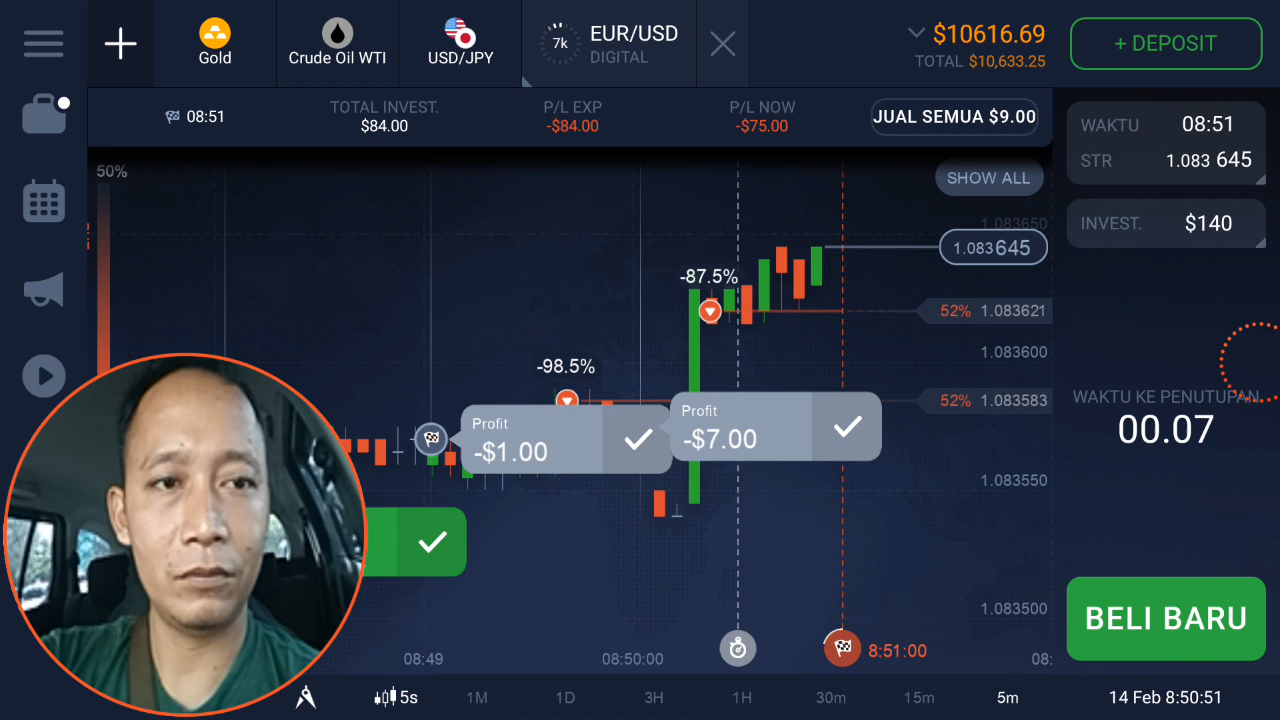 Gold
Crude Oil WTI
USD/JPY
7k
EUR/USD
DIGITAL
$10616.69
TOTAL $10,633.25
+ DEPOSIT
08:51
TOTAL INVEST.
$84.00
P/L EXP
-$84.00
P/L NOW
-$75.00
JUAL SEMUA $9.00
WAKTU 08:51
STR 1.083 645
INVEST. $140
50%
SHOW ALL
1.083650
1.083645
-87.5%
52% 1.083621
1.083600
-98.5%
52% 1.083583
Profit
-$1.00
Profit
-$7.00
WAKTU KE PENUTUPAN
00.07
1.083550
1.083500
BELI BARU
08:49
08:50:00
8:51:00
08:
5s
1M
1D
3H
1H
30m
15m
5m
14 Feb 8:50:51